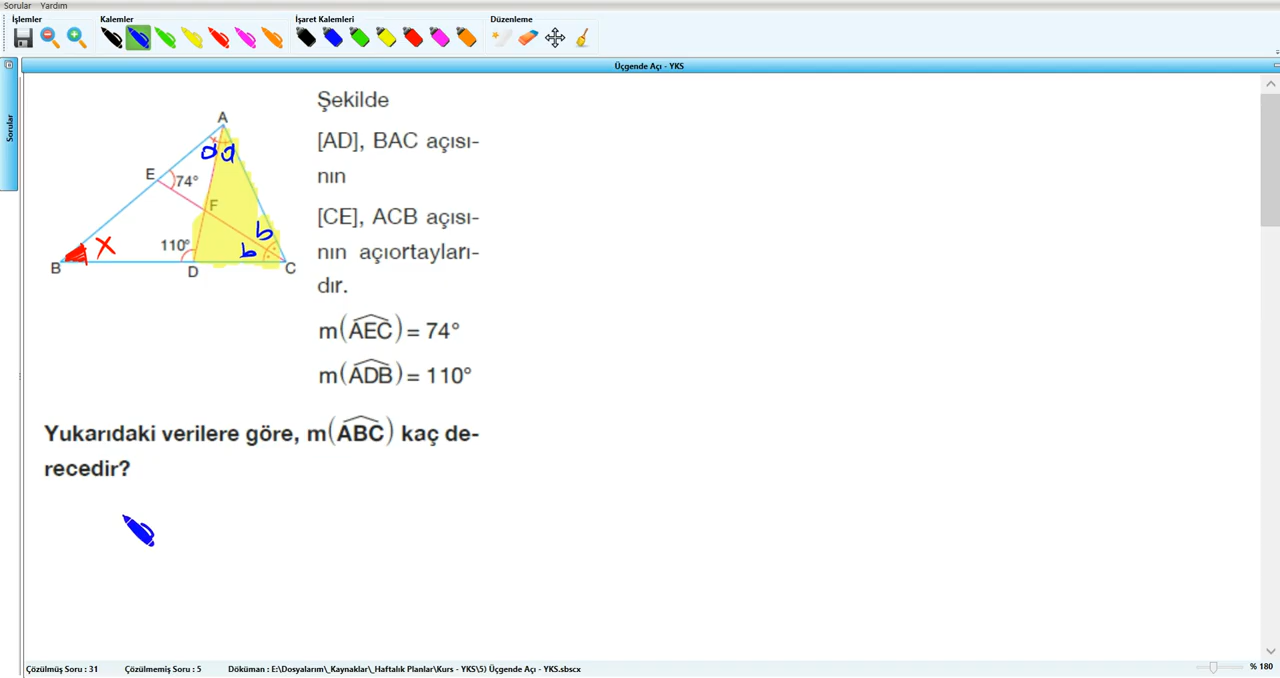 Sorular Yardım
İşlemler Kalemler İşaret Kalemleri Düzenleme
Üçgende Açı - YKS
Sorular
A
a a
E 74°
F
b
110° b
x
B D C
Şekilde
[AD], BAC açısı-
nın
[CE], ACB açısı-
nın açıortayları-
dır.
m(AEC) = 74°
m(ADB) = 110°
Yukarıdaki verilere göre, m(ABC) kaç de-
recedir?
Çözülmüş Soru : 31 Çözülmemiş Soru : 5 Döküman : E:\Dosyalarım\_Kaynaklar\_Haftalık Planlar\Kurs - YKS\5) Üçgende Açı - YKS.sbscx % 180